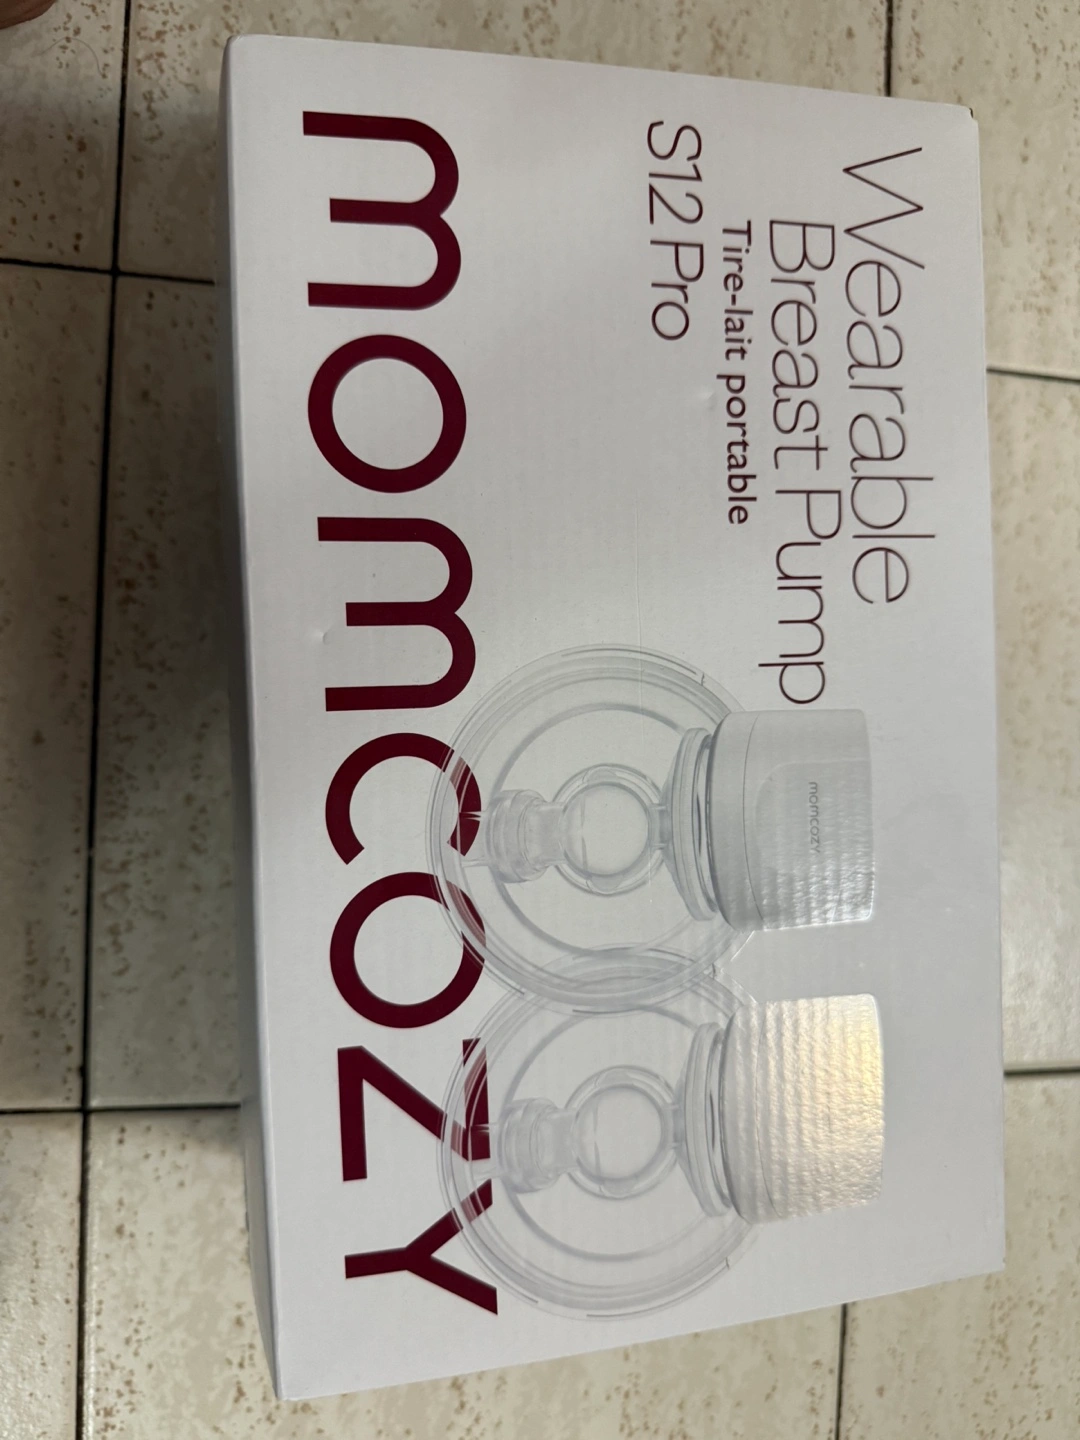 Wearable
Breast Pump
Tire-lait portable
S12 Pro
momcozy
momcozy